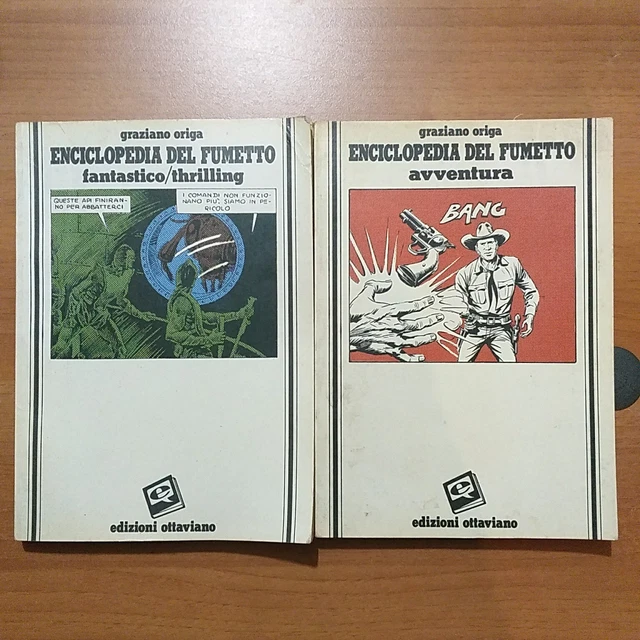 graziano origa
ENCICLOPEDIA DEL FUMETTO
fantastico/thrilling
QUESTE API FINIRAN-
NO PER ABBATTERCI
I COMANDI NON FUNZIO-
NANO PIU', SIAMO IN PE-
RICOLO
e
edizioni ottaviano
graziano origa
ENCICLOPEDIA DEL FUMETTO
avventura
BANG
e
edizioni ottaviano